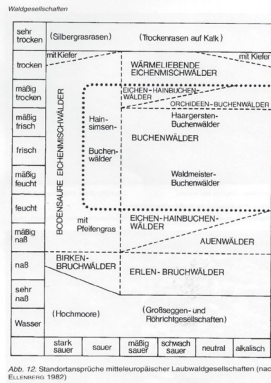 Waldgesellschaften
sehr trocken
(Silbergrasrasen)
(Trockenrasen auf Kalk)
mit Kiefer
mit Kiefer
trocken
WÄRMELIEBENDE
EICHENMISCHWÄLDER
mäßig trocken
EICHEN-HAINBUCHEN-
WÄLDER
ORCHIDEEN-BUCHENWÄLDER
BODENSAURE EICHENMISCHWÄLDER
mäßig frisch
Hain-
simsen-
Buchen-
wälder
Haargersten-
Buchenwälder
BUCHENWÄLDER
frisch
mäßig feucht
Waldmeister-
Buchenwälder
feucht
mit
Pfeifengras
EICHEN-HAINBUCHEN-
WÄLDER
mäßig naß
AUENWÄLDER
naß
BIRKEN-
BRUCHWÄLDER
ERLEN-BRUCHWÄLDER
sehr naß
Wasser
(Hochmoore)
(Großseggen- und
Röhrichtgesellschaften)
stark sauer
sauer
mäßig sauer
schwach sauer
neutral
alkalisch
Abb. 12. Standortansprüche mitteleuropäischer Laubwaldgesellschaften (nac
ELLENBERG 1982)